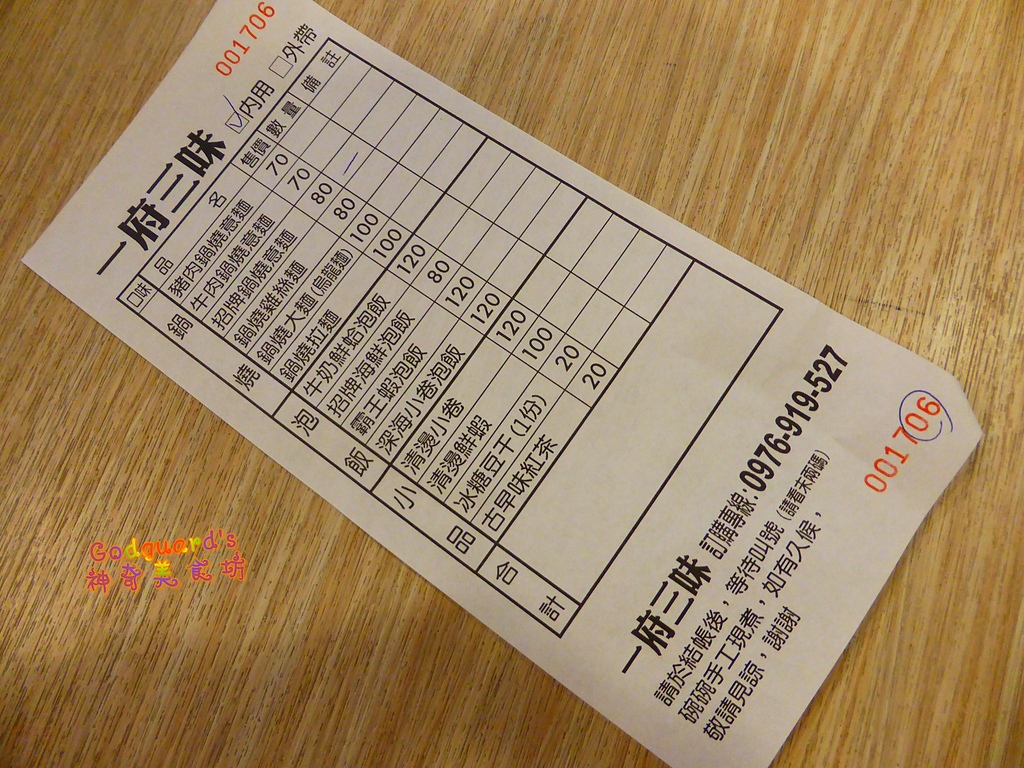 001706
一府三味 ✓內用 □外帶
口味 品名 售價 數量 備註
鍋燒
豬肉鍋燒意麵 70
牛肉鍋燒意麵 70
招牌鍋燒意麵 80
鍋燒雞絲麵 80
鍋燒大麵(烏龍麵) 100
鍋燒拉麵 100
泡飯
牛奶鮮蛤泡飯 120
招牌海鮮泡飯 80
霸王蝦泡飯 120
深海小卷泡飯 120
小品
清燙小卷 120
清燙鮮蝦 100
冰糖豆干(1份) 20
古早味紅茶 20
合計
一府三味 訂購專線:0976-919-527
請於結帳後，等待叫號(請看末兩碼)
碗碗手工現煮，如有久候，
敬請見諒，謝謝
001706
Godguard's
神奇美食坊